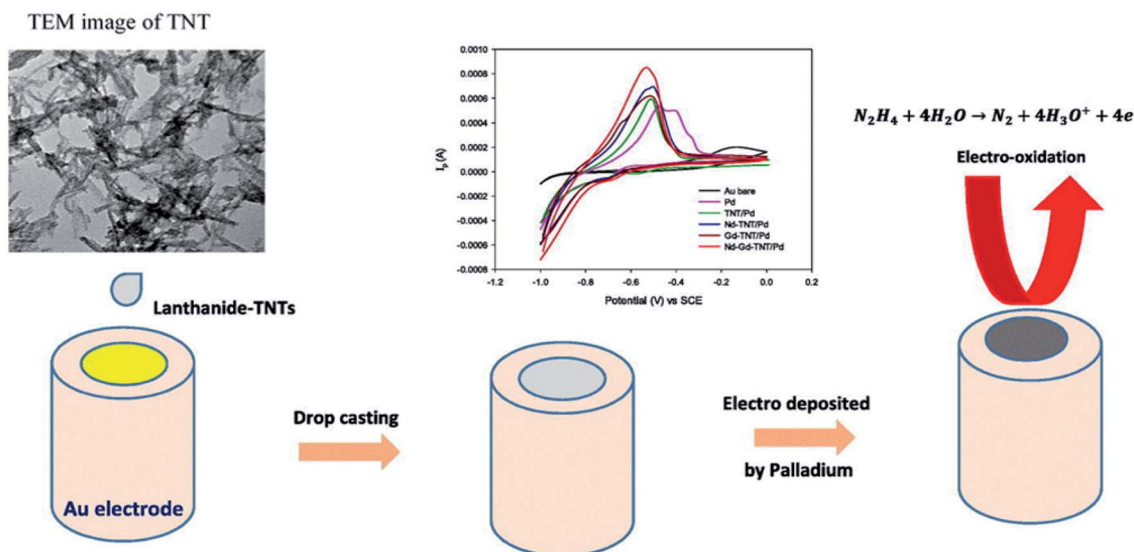 TEM image of TNT
0.0010
0.0008
0.0006
0.0004
0.0002
0.0000
-0.0002
-0.0004
-0.0006
-0.0008
Ip (A)
Au bare
Pd
TNT/Pd
Nd-TNT/Pd
Gd-TNT/Pd
Nd-Gd-TNT/Pd
-1.2 -1.0 -0.8 -0.6 -0.4 -0.2 0.0 0.2
Potential (V) vs SCE
N₂H₄ + 4H₂O → N₂ + 4H₃O⁺ + 4e
Electro-oxidation
Lanthanide-TNTs
Au electrode
Drop casting
Electro deposited
by Palladium